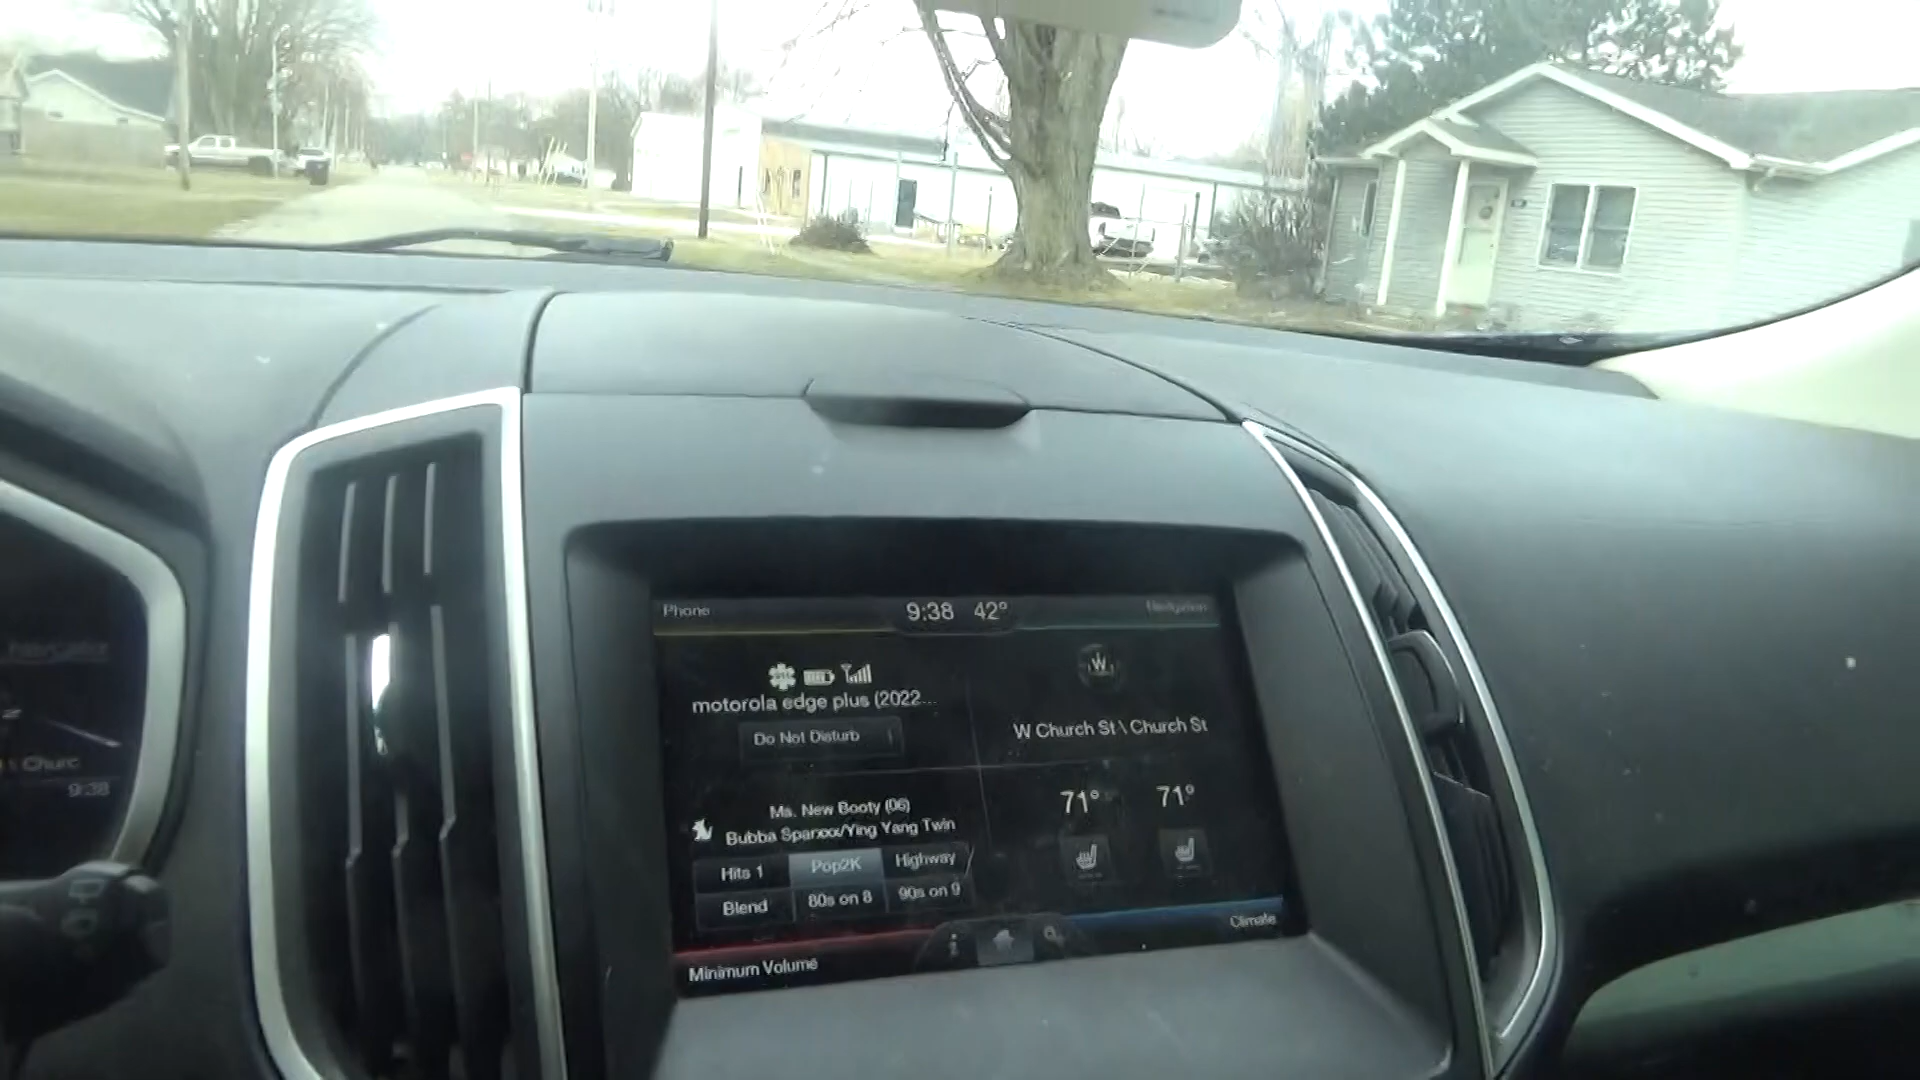 Phone
9:38 42°
Navigation
motorola edge plus (2022...
Do Not Disturb
W
W Church St \ Church St
Ms. New Booty (06)
Bubba Sparxxx/Ying Yang Twin
71° 71°
Hits 1 Pop2K Highway
Blend 80s on 8 90s on 9
Climate
Minimum Volume
\ Churc
9:38